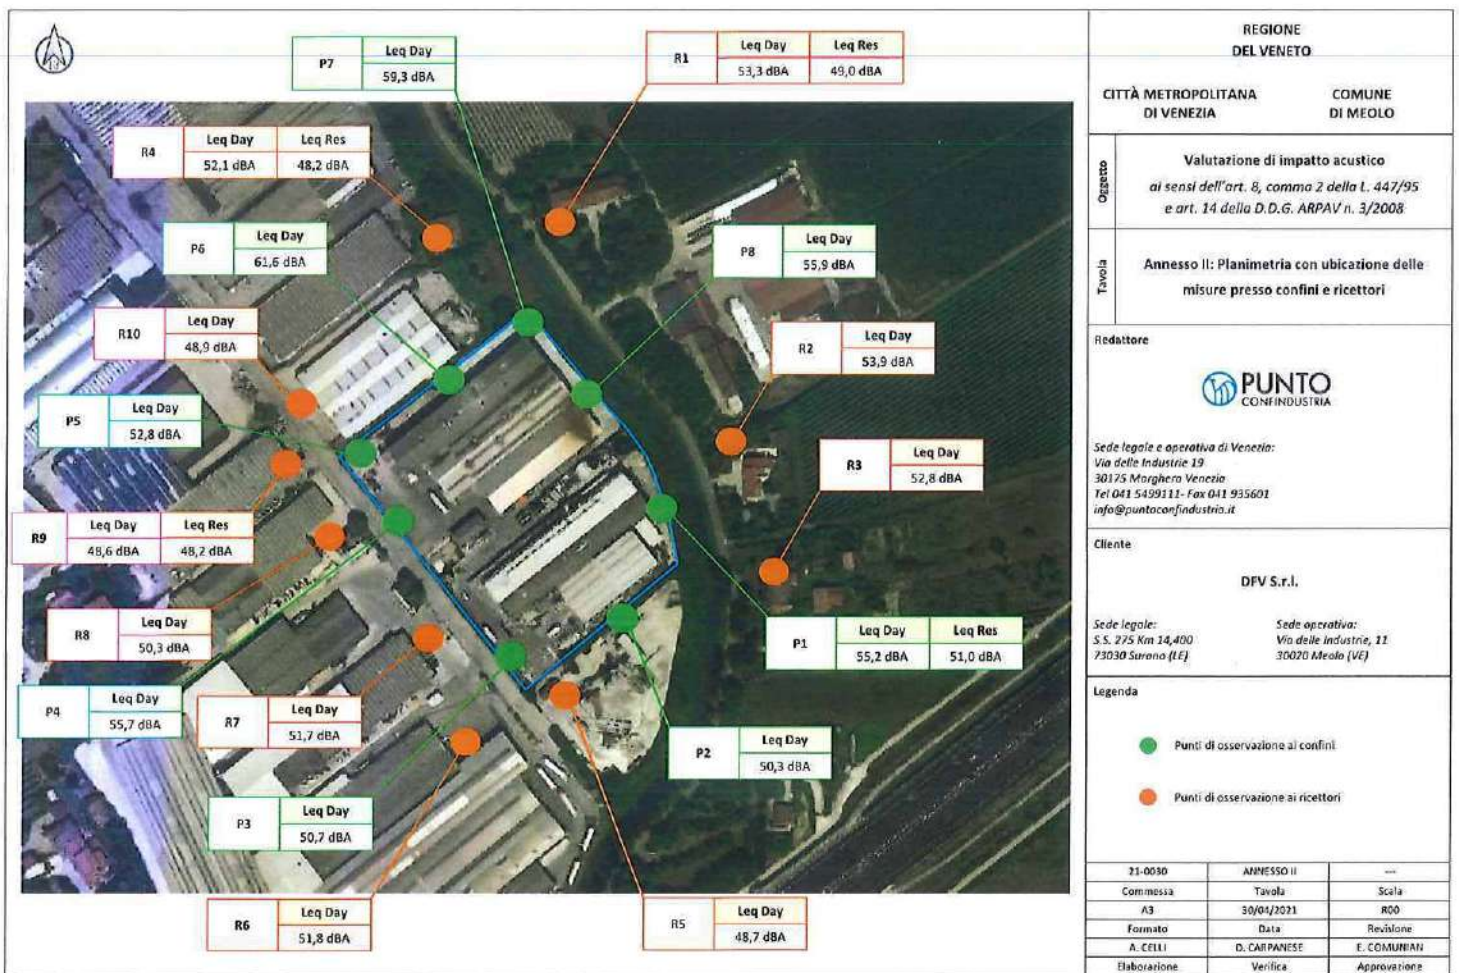 P7
Leq Day
59,3 dBA
R1
Leq Day Leq Res
53,3 dBA 49,0 dBA
R4
Leq Day Leq Res
52,1 dBA 48,2 dBA
P6
Leq Day
61,6 dBA
P8
Leq Day
55,9 dBA
R10
Leq Day
48,9 dBA
R2
Leq Day
53,9 dBA
P5
Leq Day
52,8 dBA
R3
Leq Day
52,8 dBA
R9
Leq Day Leq Res
48,6 dBA 48,2 dBA
R8
Leq Day
50,3 dBA
P1
Leq Day Leq Res
55,2 dBA 51,0 dBA
P4
Leq Day
55,7 dBA
R7
Leq Day
51,7 dBA
P2
Leq Day
50,3 dBA
P3
Leq Day
50,7 dBA
R6
Leq Day
51,8 dBA
R5
Leq Day
48,7 dBA
REGIONE
DEL VENETO
CITTÀ METROPOLITANA COMUNE
DI VENEZIA DI MEOLO
Oggetto
Valutazione di impatto acustico
ai sensi dell'art. 8, comma 2 della L. 447/95
e art. 14 della D.D.G. ARPAV n. 3/2008
Tavola
Annesso II: Planimetria con ubicazione delle
misure presso confini e ricettori
Redattore
PUNTO
CONFINDUSTRIA
Sede legale e operativa di Venezia:
Via delle Industrie 19
30175 Marghera Venezia
Tel 041 5499111- Fax 041 935601
info@puntoconfindustria.it
Cliente
DFV S.r.l.
Sede legale: Sede operativa:
S.S. 275 Km 14,400 Via delle Industrie, 11
73030 Surano (LE) 30020 Meolo (VE)
Legenda
Punti di osservazione ai confini
Punti di osservazione ai ricettori
21-0030 ANNESSO II ---
Commessa Tavola Scala
A3 30/04/2021 R00
Formato Data Revisione
A. CELLI D. CARPANESE E. COMUNIAN
Elaborazione Verifica Approvazione